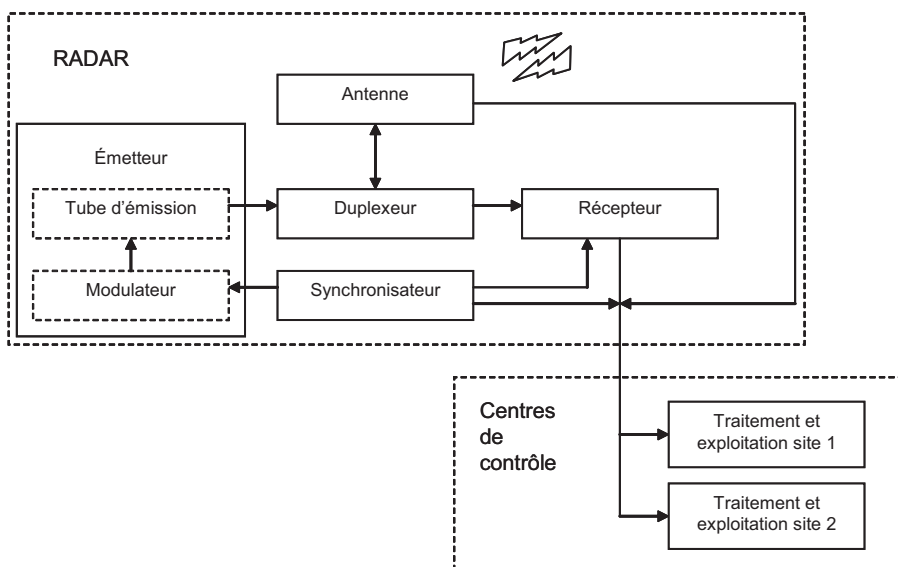 RADAR
Antenne
Émetteur
Tube d'émission
Duplexeur
Récepteur
Modulateur
Synchronisateur
Centres
de
contrôle
Traitement et
exploitation site 1
Traitement et
exploitation site 2